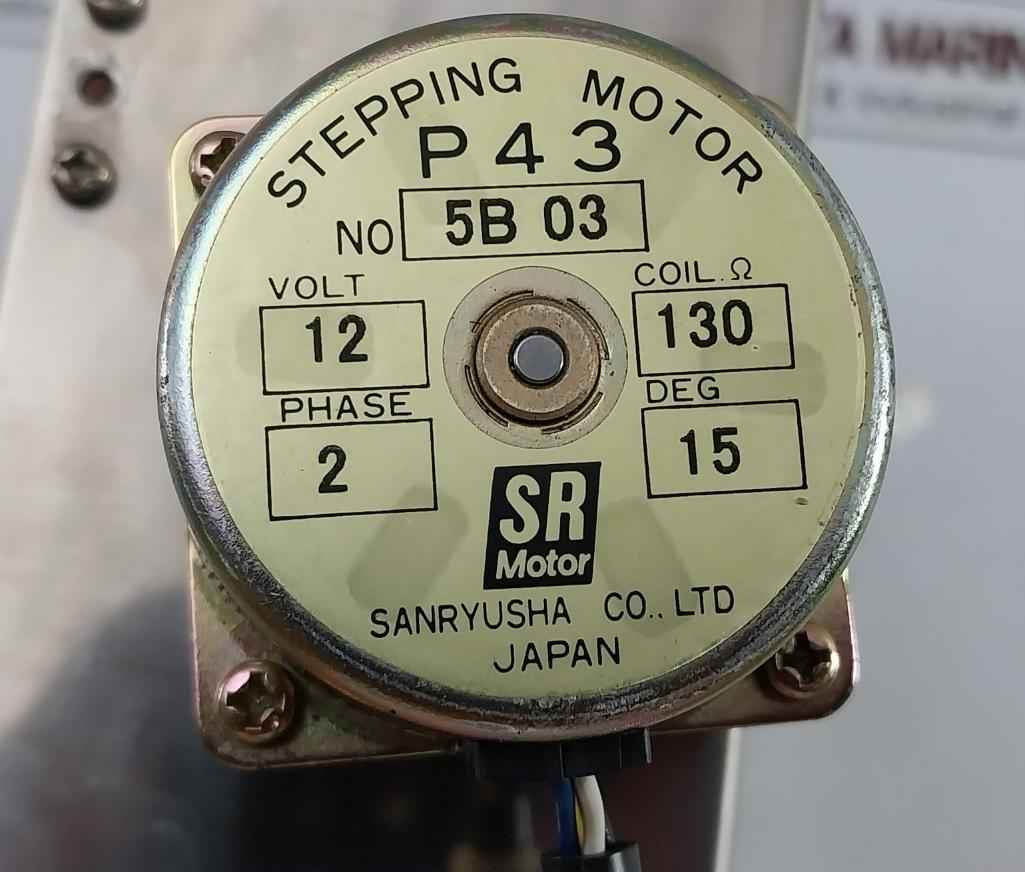 STEPPING MOTOR
P43
NO 5B 03
VOLT
12
COIL.Ω
130
PHASE
2
DEG
15
SR
Motor
SANRYUSHA CO., LTD
JAPAN